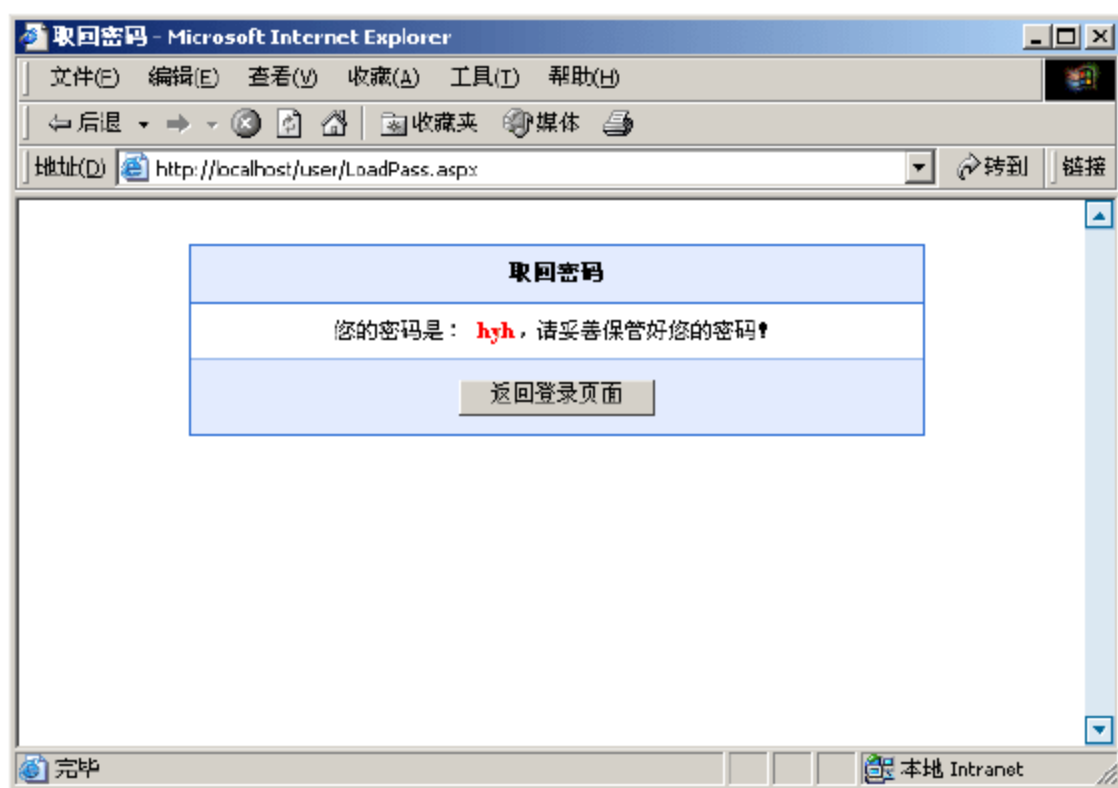 取回密码 - Microsoft Internet Explorer
文件(F) 编辑(E) 查看(V) 收藏(A) 工具(T) 帮助(H)
后退 收藏夹 媒体
地址(D) http://localhost/user/LoadPass.aspx 转到 链接
取回密码
您的密码是： hyh，请妥善保管好您的密码！
返回登录页面
完毕 本地 Intranet